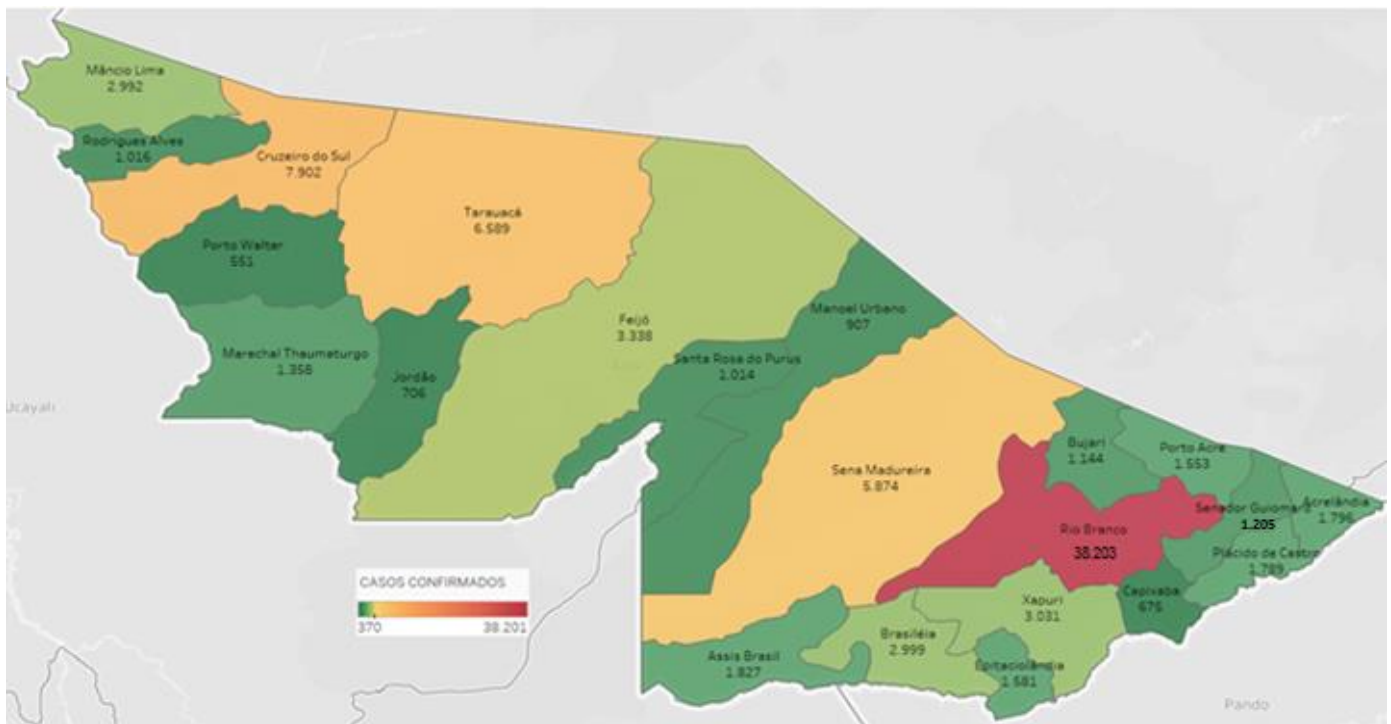 Mâncio Lima
2.992
Rodrigues Alves
1.016
Cruzeiro do Sul
7.902
Tarauacá
6.589
Porto Walter
551
Marechal Thaumaturgo
1.358
Jordão
706
Feijó
3.338
Manoel Urbano
907
Santa Rosa do Purus
1.014
Sena Madureira
5.874
Bujari
1.144
Porto Acre
1.553
Senador Guiomard
1.205
Acrelândia
1.796
Rio Branco
38.203
Plácido de Castro
1.789
Capixaba
675
Xapuri
3.031
Brasiléia
2.999
Epitaciolândia
1.581
Assis Brasil
1.827
Ucayali
Pando
CASOS CONFIRMADOS
370 38.201